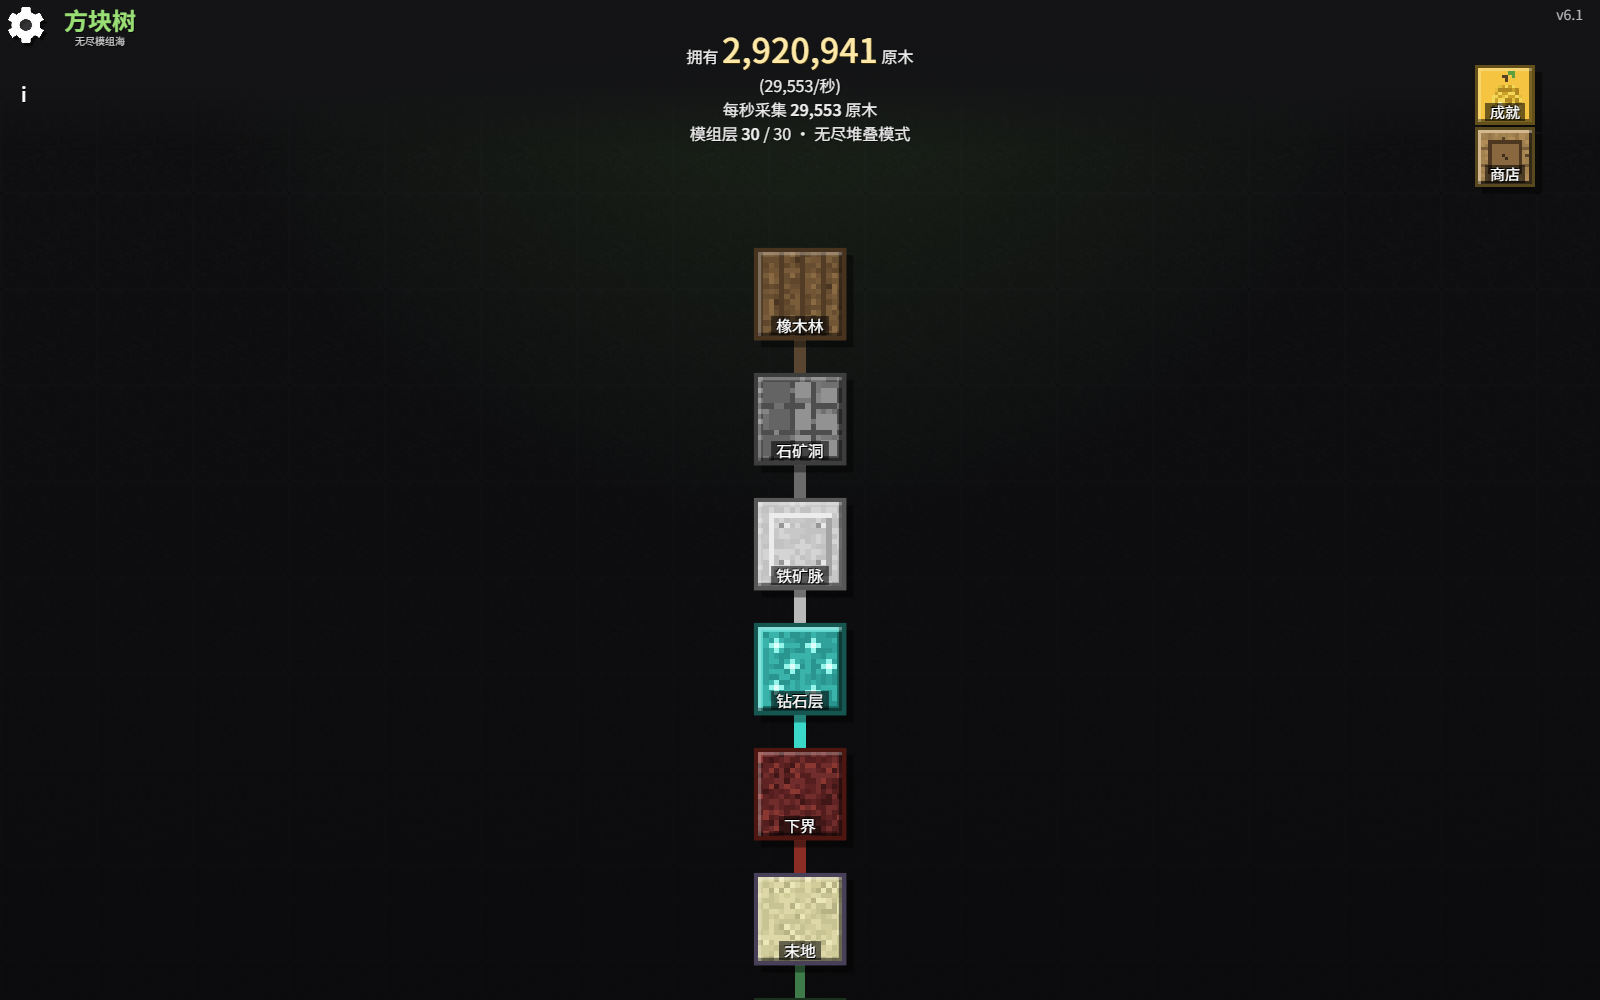 方块树
无尽模组海
v6.1
拥有 2,920,941 原木
(29,553/秒)
每秒采集 29,553 原木
模组层 30 / 30 · 无尽堆叠模式
i
成就
商店
橡木林
石矿洞
铁矿脉
钻石层
下界
末地